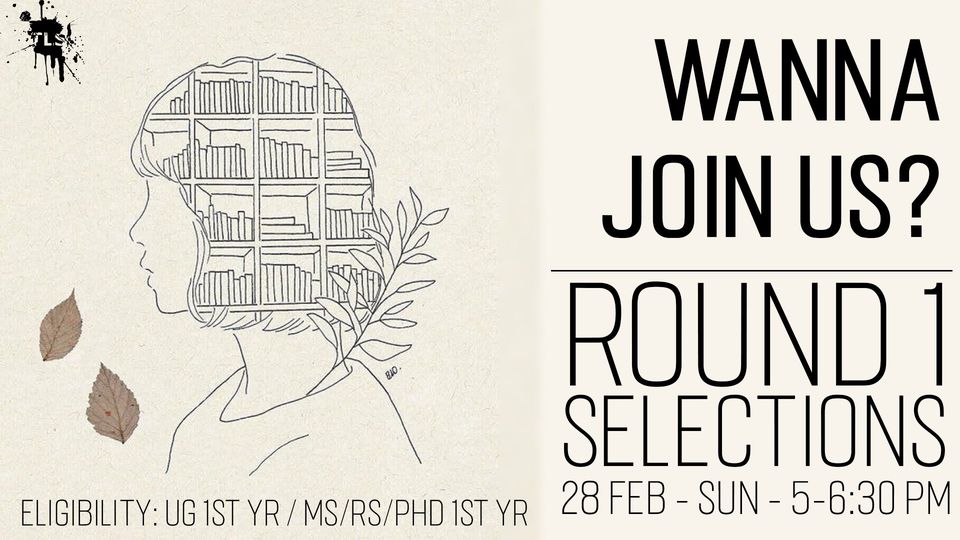 TLS
WANNA
JOIN US?
ROUND 1
SELECTIONS
28 FEB - SUN - 5-6:30 PM
ELIGIBILITY: UG 1ST YR / MS/RS/PHD 1ST YR